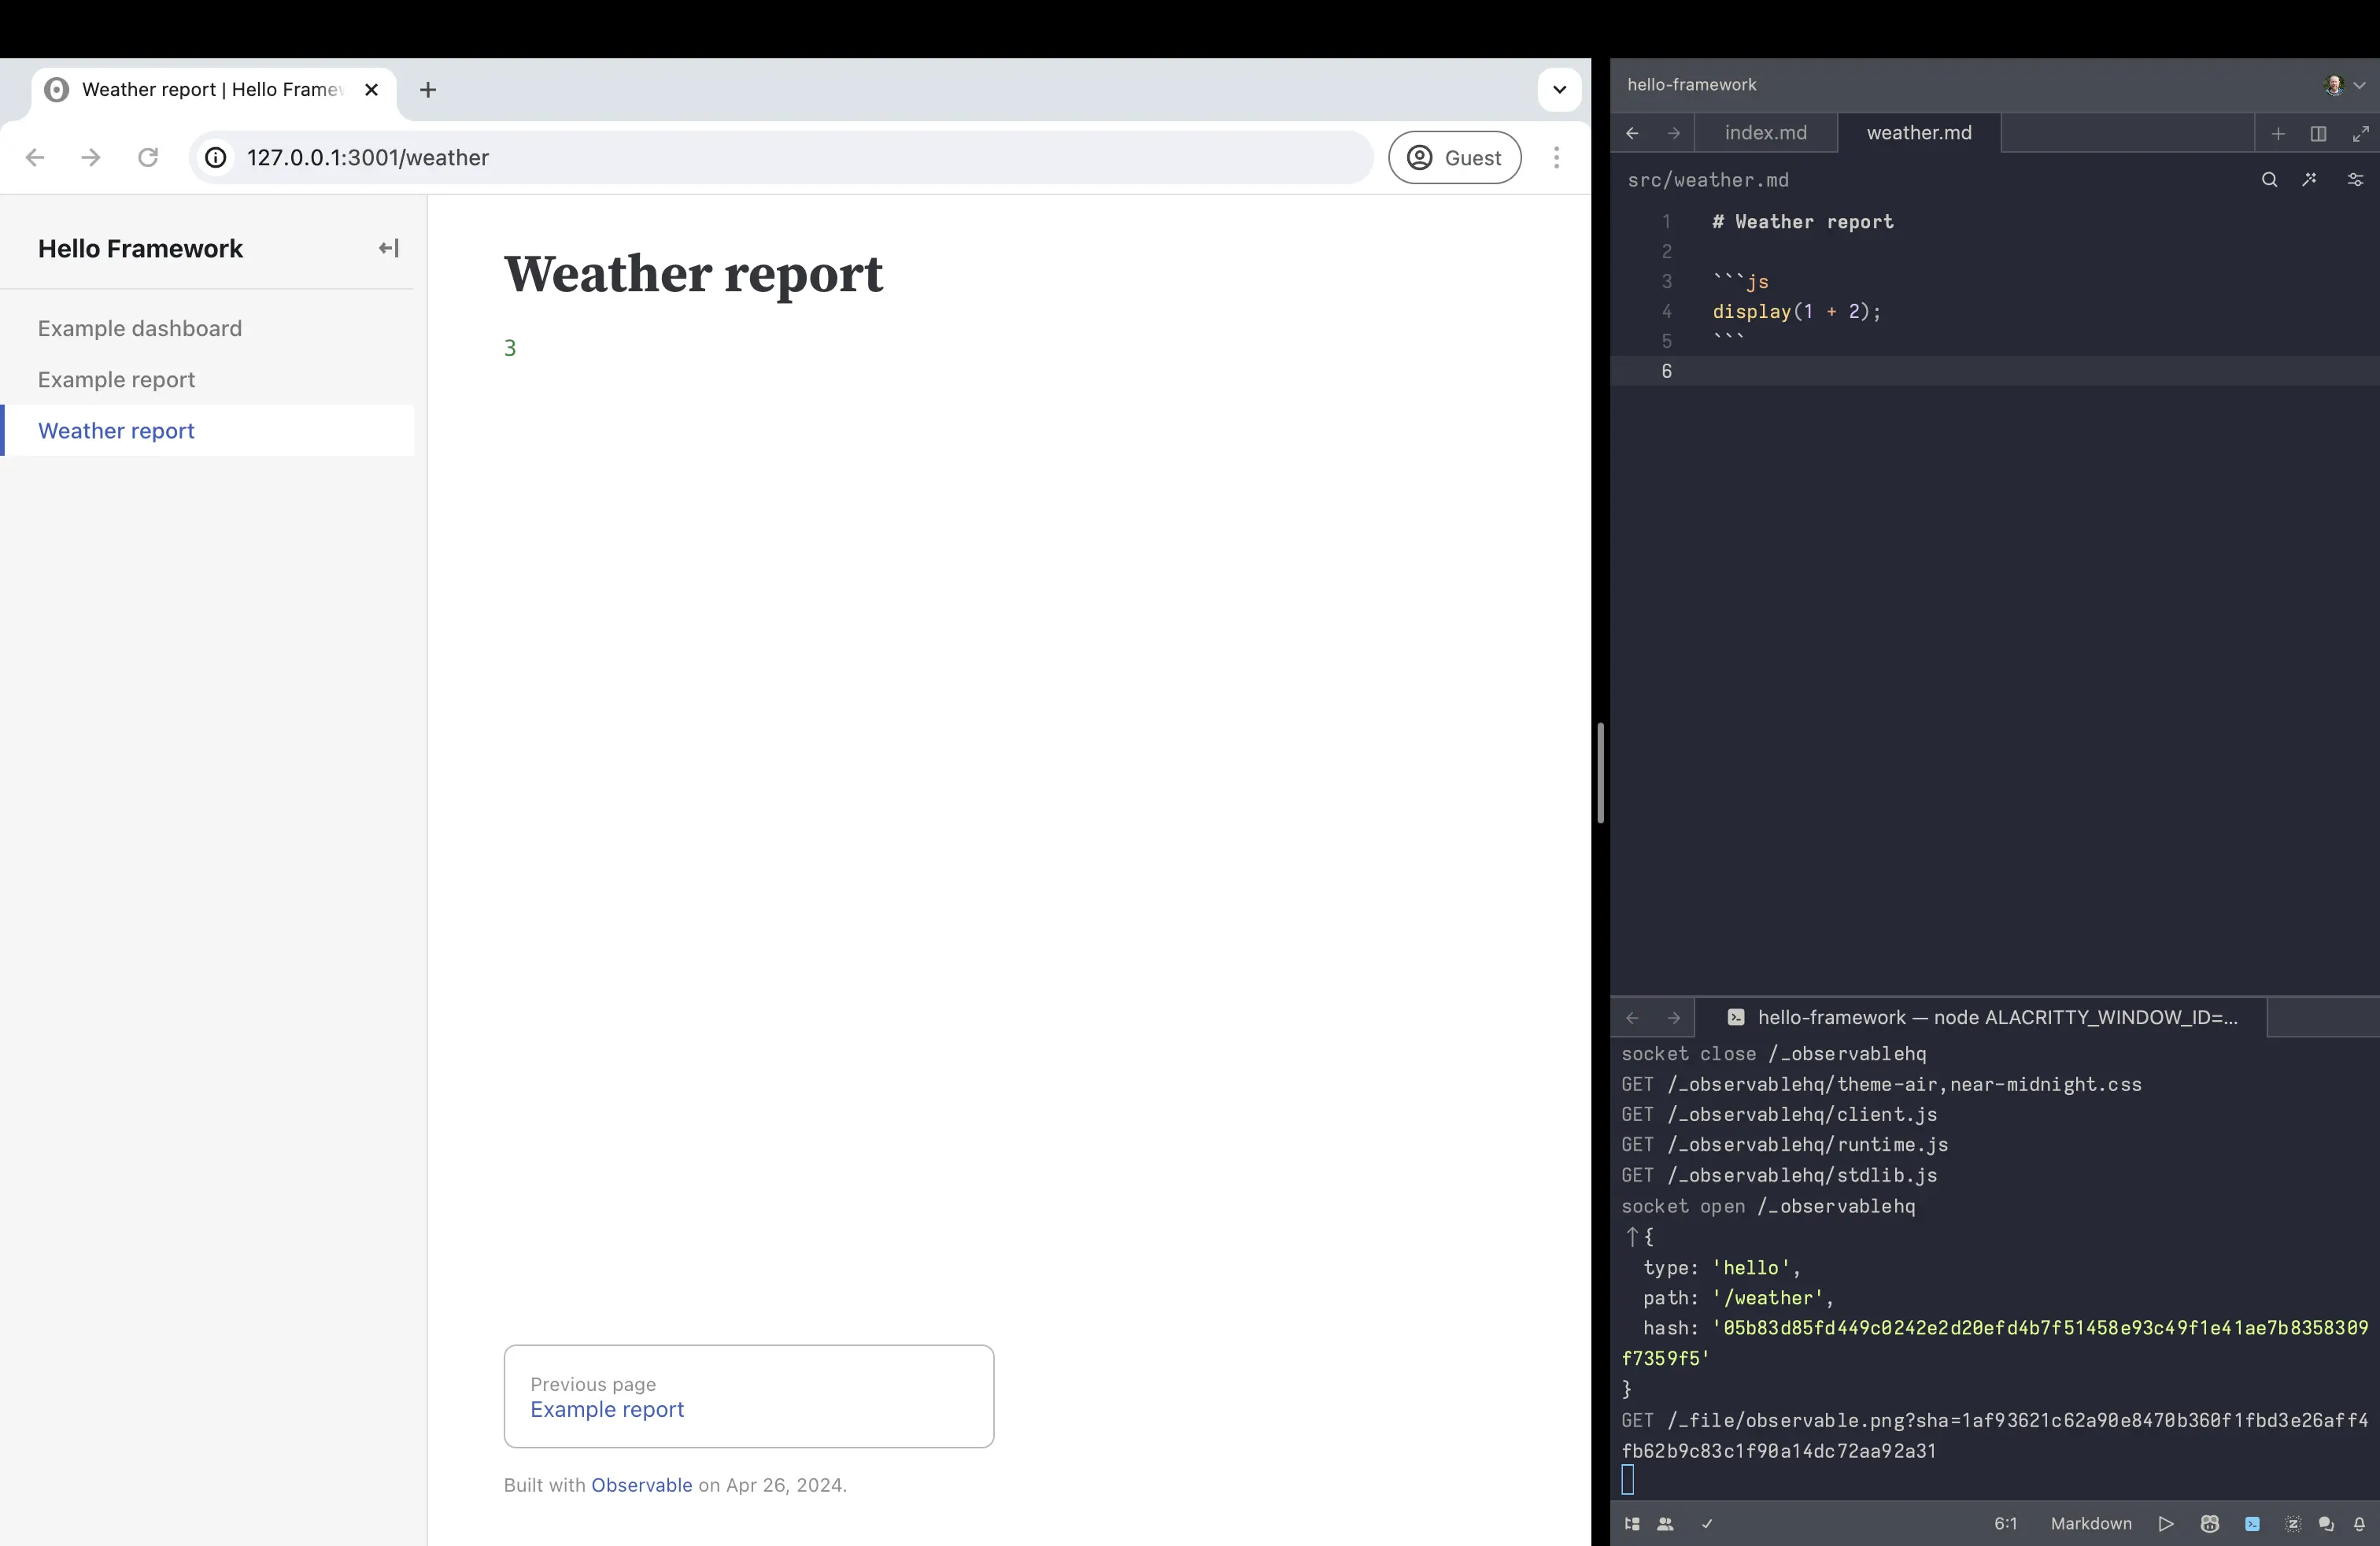 Weather report | Hello Frame
127.0.0.1:3001/weather
Guest
Hello Framework
Example dashboard
Example report
Weather report
Weather report
3
Previous page
Example report
Built with Observable on Apr 26, 2024.
hello-framework
index.md
weather.md
src/weather.md
1 # Weather report
2
3 ```js
4 display(1 + 2);
5 ```
6
hello-framework — node ALACRITTY_WINDOW_ID=...
socket close /_observablehq
GET /_observablehq/theme-air,near-midnight.css
GET /_observablehq/client.js
GET /_observablehq/runtime.js
GET /_observablehq/stdlib.js
socket open /_observablehq
↑{
type: 'hello',
path: '/weather',
hash: '05b83d85fd449c0242e2d20efd4b7f51458e93c49f1e41ae7b8358309
f7359f5'
}
GET /_file/observable.png?sha=1af93621c62a90e8470b360f1fbd3e26aff4
fb62b9c83c1f90a14dc72aa92a31
6:1
Markdown